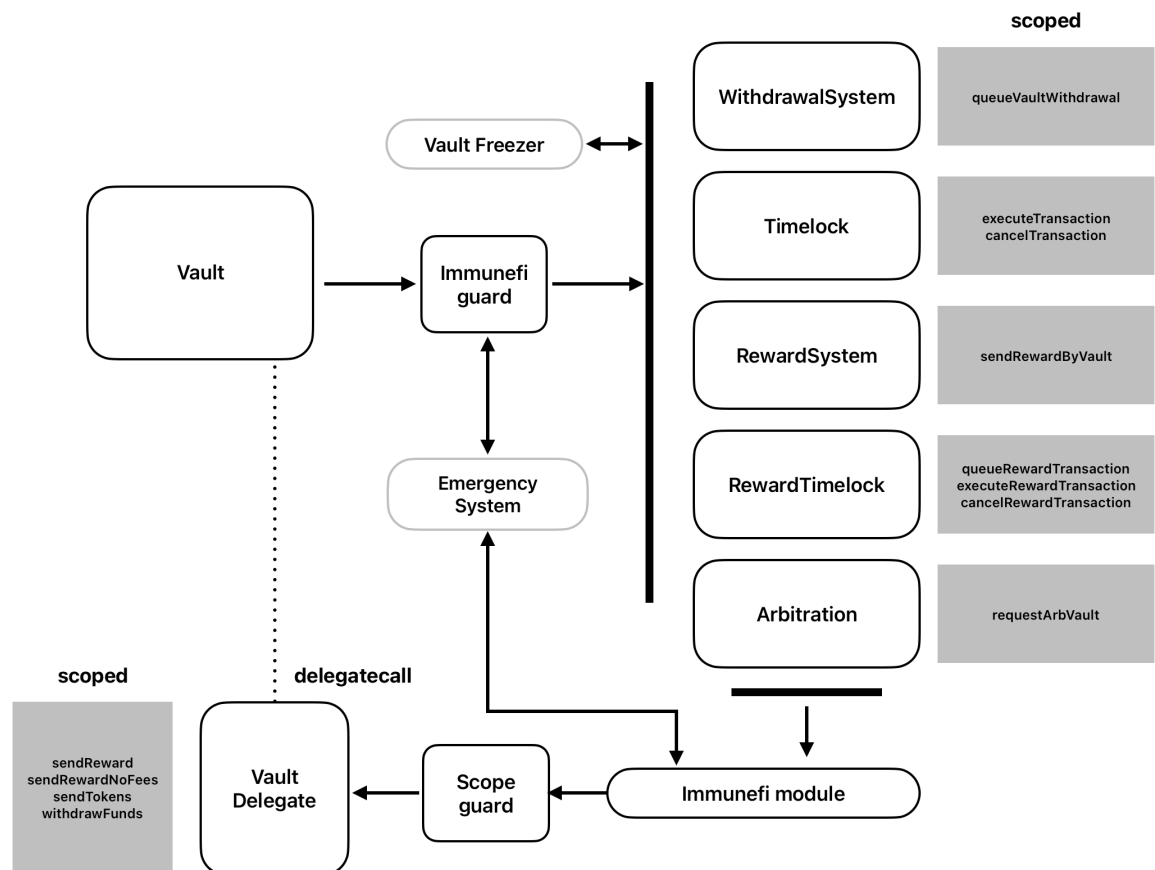 scoped
WithdrawalSystem
queueVaultWithdrawal
Vault Freezer
Timelock
executeTransaction
cancelTransaction
Vault
Immunefi
guard
RewardSystem
sendRewardByVault
Emergency
System
RewardTimelock
queueRewardTransaction
executeRewardTransaction
cancelRewardTransaction
Arbitration
requestArbVault
scoped
delegatecall
sendReward
sendRewardNoFees
sendTokens
withdrawFunds
Vault
Delegate
Scope
guard
Immunefi module